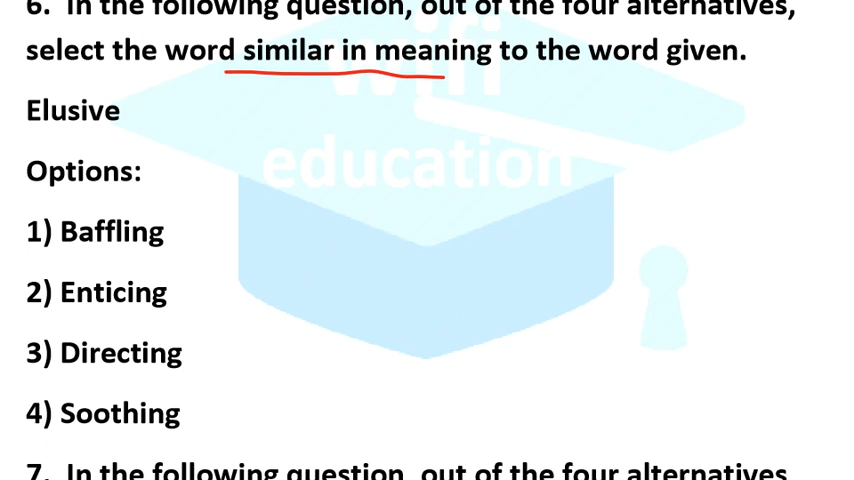 6. In the following question, out of the four alternatives,
select the word similar in meaning to the word given.
wifi
Elusive
education
Options:
1) Baffling
2) Enticing
3) Directing
4) Soothing
7. In the following question, out of the four alternatives